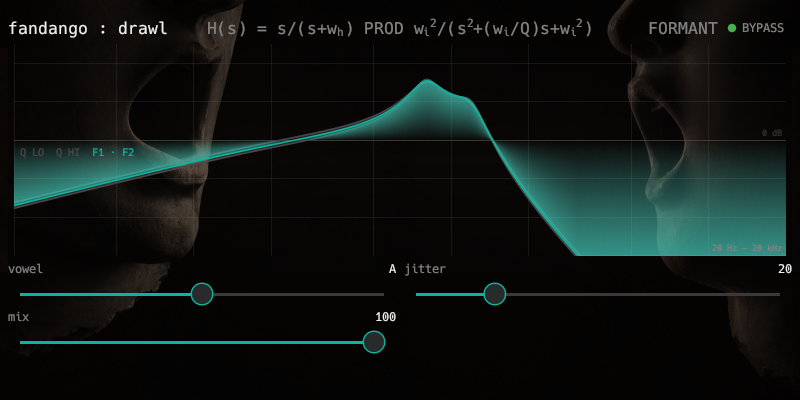 fandango : drawl H(s) = s/(s+wₕ) PROD wᵢ²/(s²+(wᵢ/Q)s+wᵢ²) FORMANT BYPASS
0 dB
Q LO Q HI F1 · F2
20 Hz — 20 kHz
vowel A jitter 20
mix 100